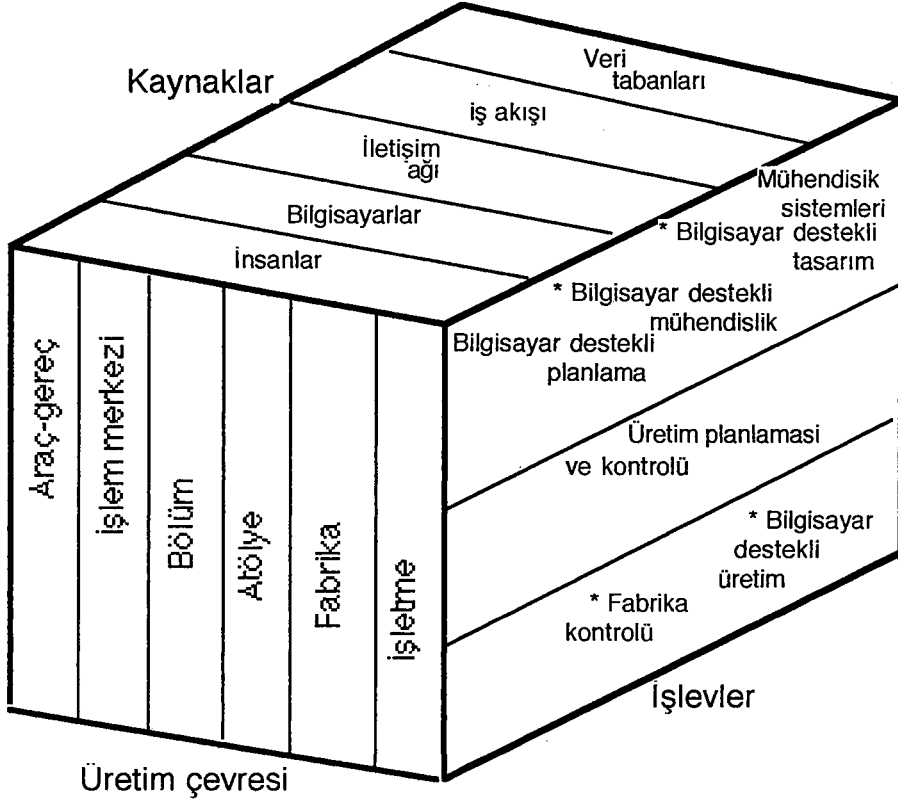 Kaynaklar
Veri
tabanları
iş akışı
İletişim
ağı
Bilgisayarlar
İnsanlar
Mühendisik
sistemleri
* Bilgisayar destekli
tasarım
* Bilgisayar destekli
mühendislik
Bilgisayar destekli
planlama
Üretim planlamasi
ve kontrolü
* Bilgisayar
destekli
üretim
* Fabrika
kontrolü
İşlevler
Araç-gereç
İşlem merkezi
Bölüm
Atölye
Fabrika
İşletme
Üretim çevresi